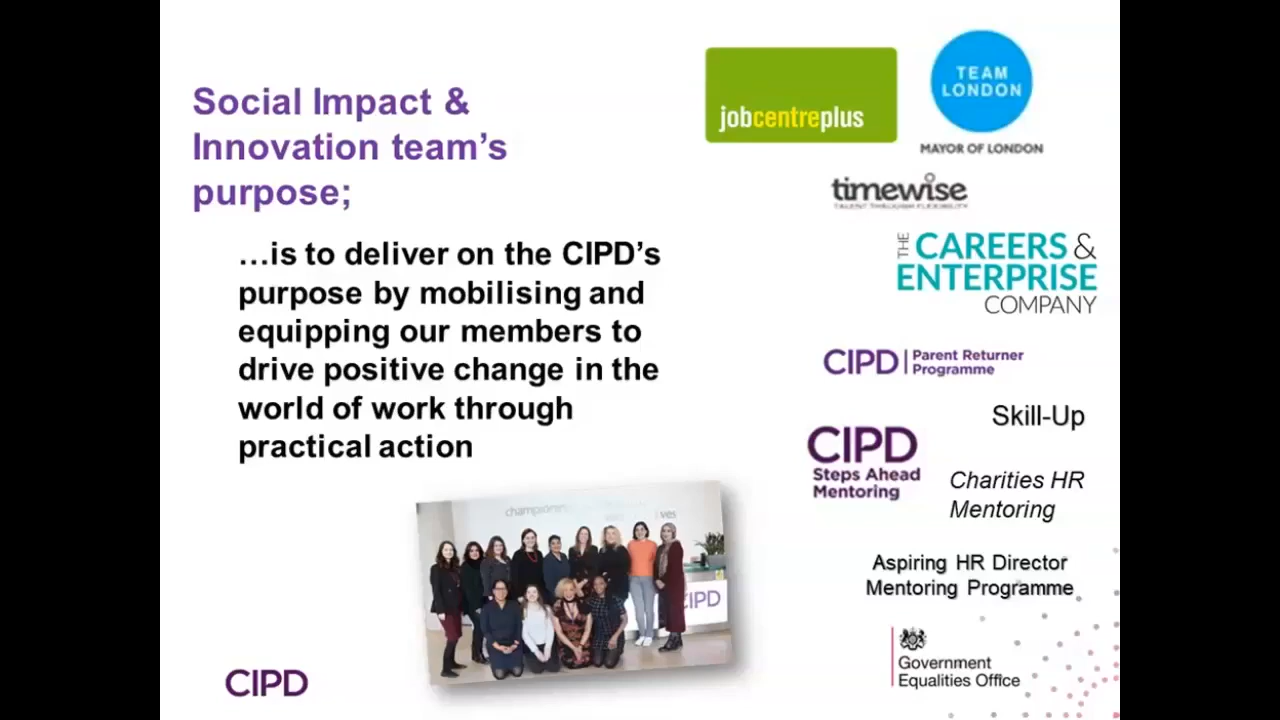 Social Impact &
Innovation team's
purpose;
…is to deliver on the CIPD's
purpose by mobilising and
equipping our members to
drive positive change in the
world of work through
practical action
jobcentreplus
TEAM
LONDON
MAYOR OF LONDON
timewise
TALENT THROUGH FLEXIBILITY
THE
CAREERS &
ENTERPRISE
COMPANY
CIPD
Parent Returner
Programme
Skill-Up
CIPD
Steps Ahead
Mentoring
Charities HR
Mentoring
Aspiring HR Director
Mentoring Programme
Government
Equalities Office
CIPD
CIPD